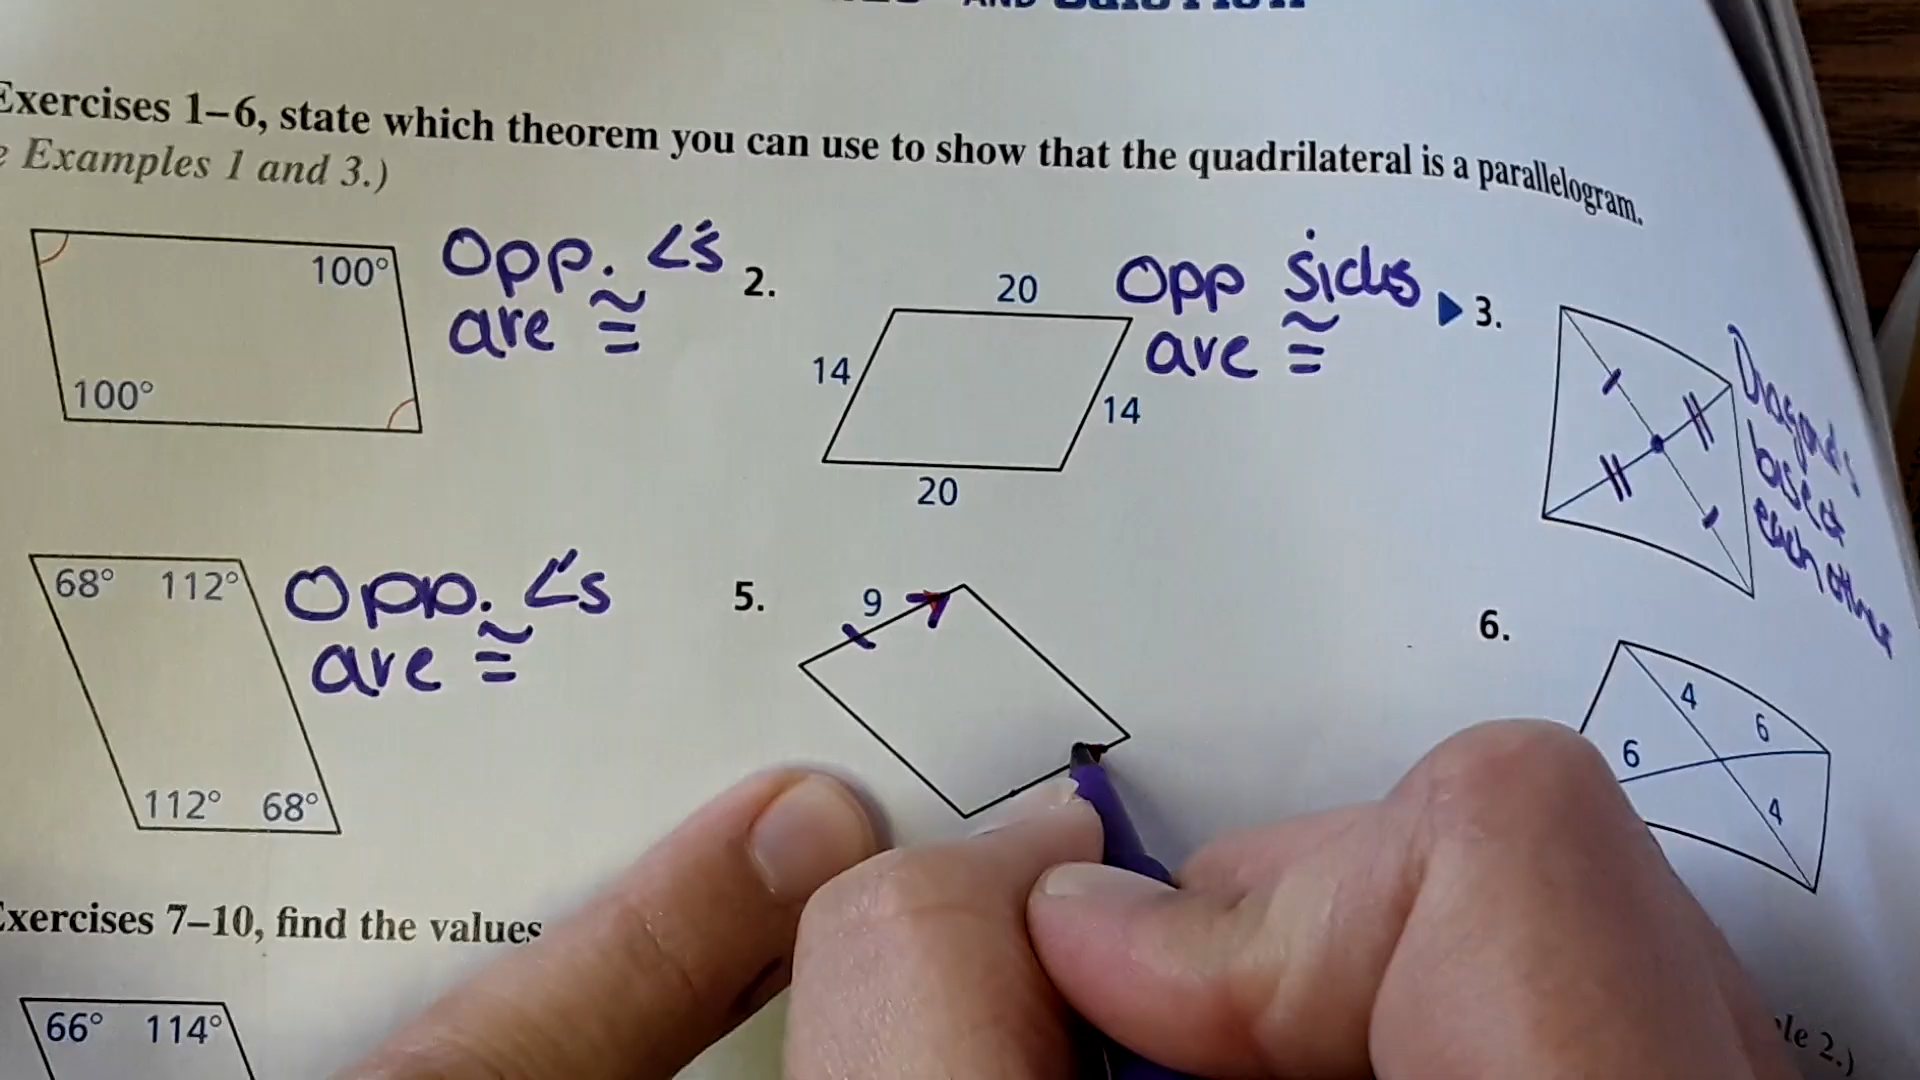 AND
Exercises 1–6, state which theorem you can use to show that the quadrilateral is a parallelogram.
Examples 1 and 3.)
100°
100°
Opp. ∠'s
are ≅
2.
20
14
14
20
Opp sides
are ≅
3.
Diagonals
bisect
each other
68° 112°
112° 68°
Opp. ∠'s
are ≅
5.
9
6.
4
6
6
4
Exercises 7–10, find the values
66° 114°
2.)